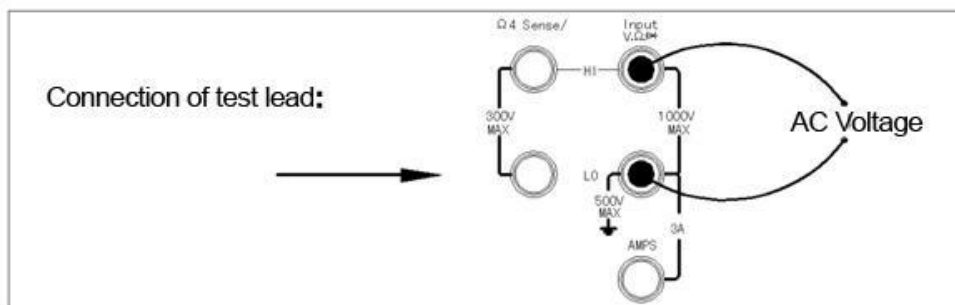 Ω4 Sense/
Input
V.Ω
HI
Connection of test lead:
300V
MAX
1000V
MAX
AC Voltage
LO
500V
MAX
3A
AMPS